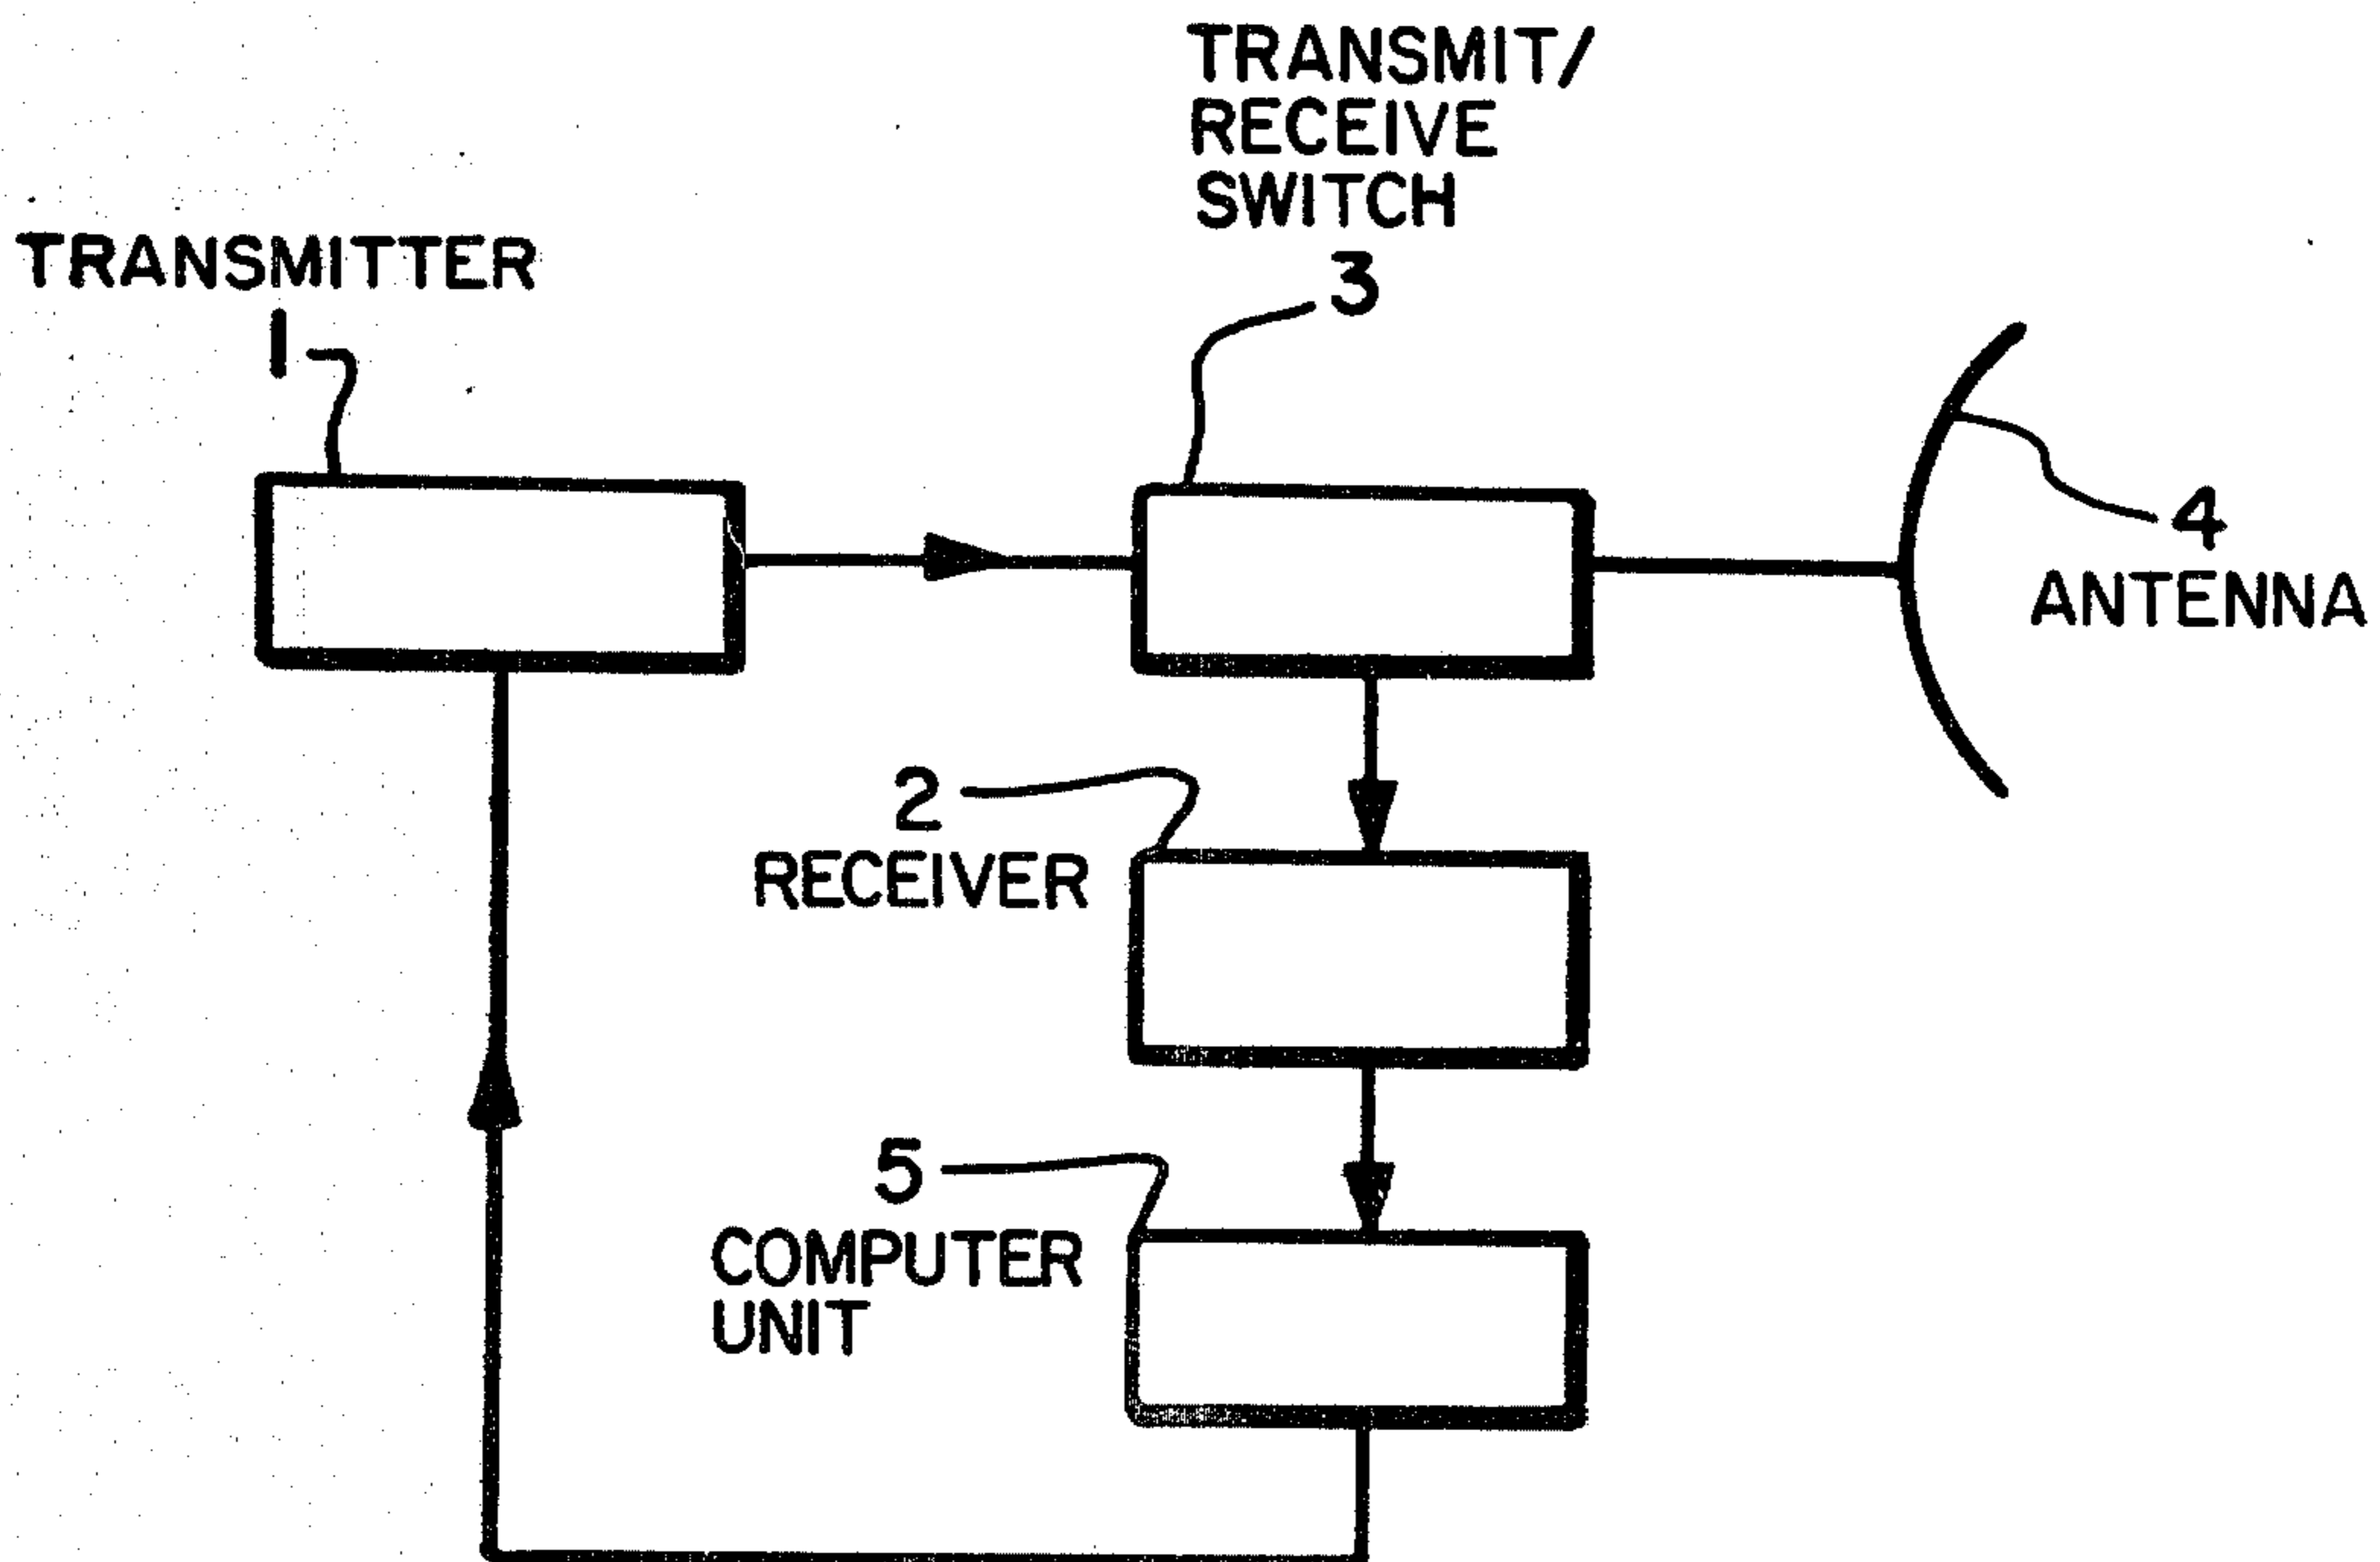 TRANSMIT/
RECEIVE
SWITCH
3
TRANSMITTER
1
4
ANTENNA
2
RECEIVER
5
COMPUTER
UNIT